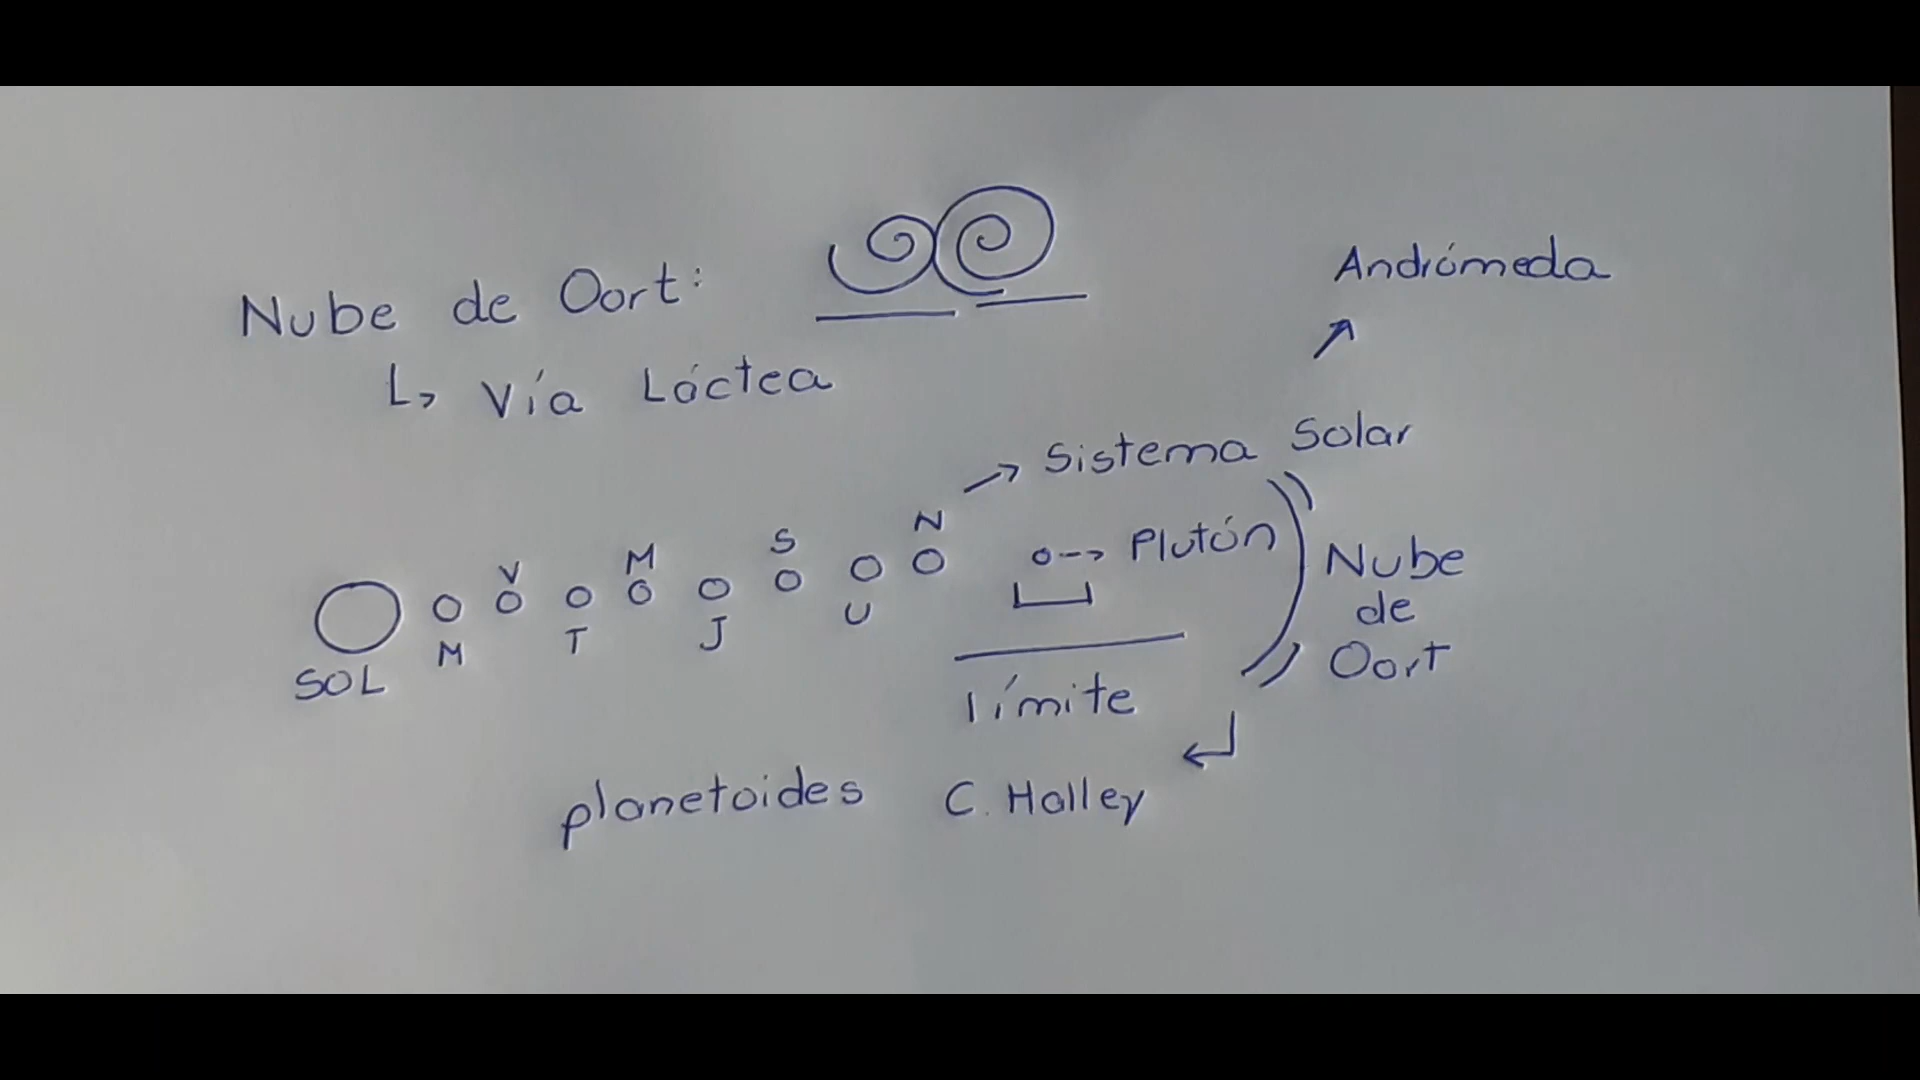 Nube de Oort:
Andrómeda
↳ Vía Láctea
→ Sistema Solar
V M S N
Plutón
Nube
de
Oort
M T J U
SOL
límite
planetoides C. Halley